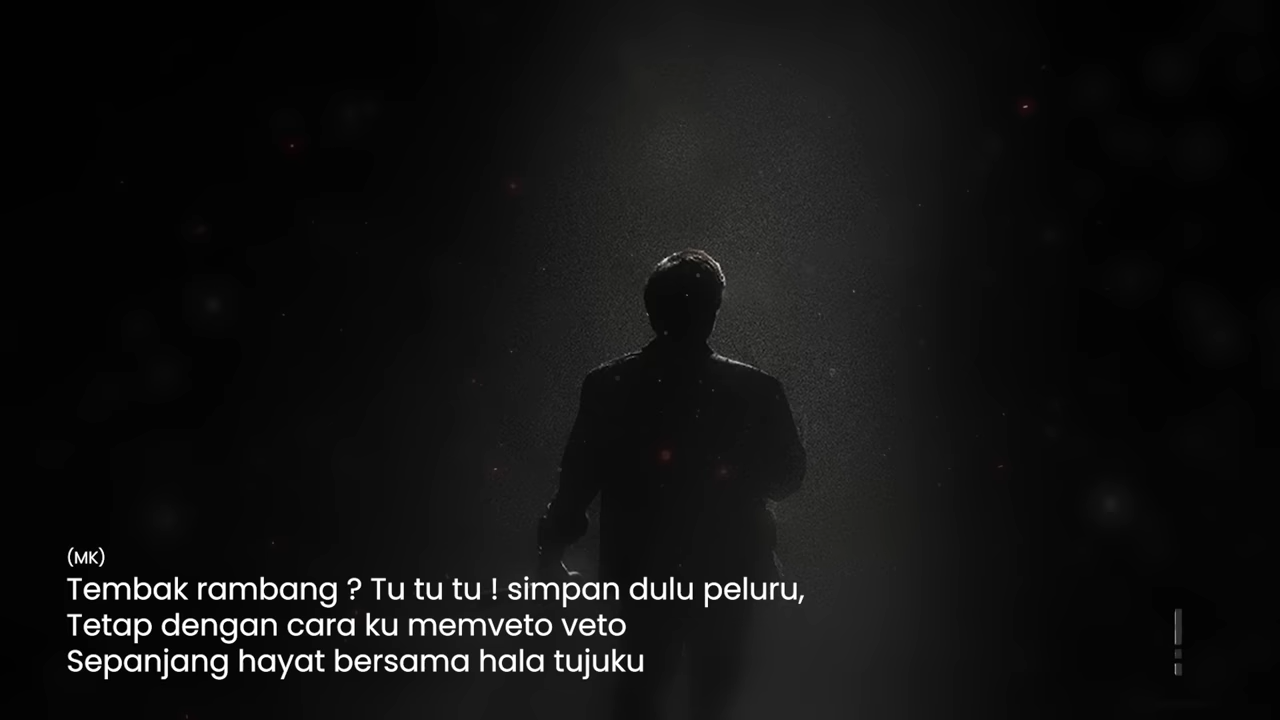 (MK)
Tembak rambang ? Tu tu tu ! simpan dulu peluru,
Tetap dengan cara ku memveto veto
Sepanjang hayat bersama hala tujuku